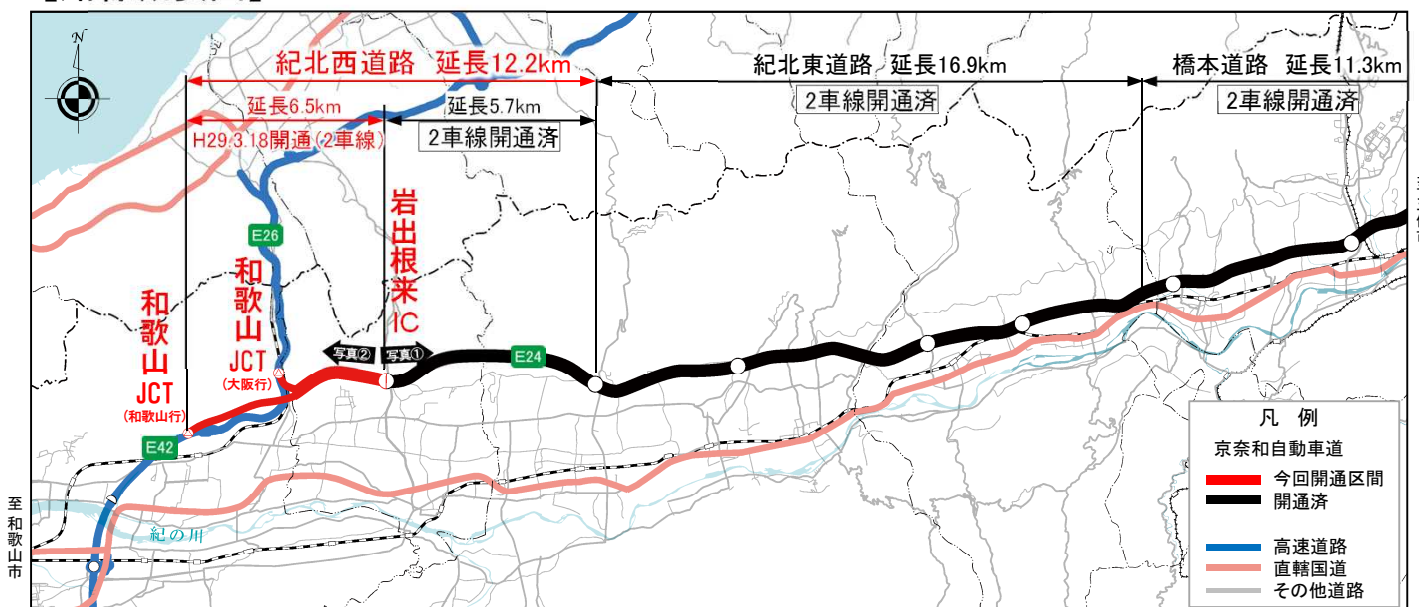 N
紀北西道路 延長12.2km
紀北東道路 延長16.9km
橋本道路 延長11.3km
延長6.5km
延長5.7km
2車線開通済
2車線開通済
H29.3.18開通(2車線)
2車線開通済
岩出根来IC
E26
和歌山JCT
(大阪行)
和歌山JCT
(和歌山行)
写真②
写真①
E24
E42
至 和歌山市
紀の川
凡 例
京奈和自動車道
今回開通区間
開通済
高速道路
直轄国道
その他道路